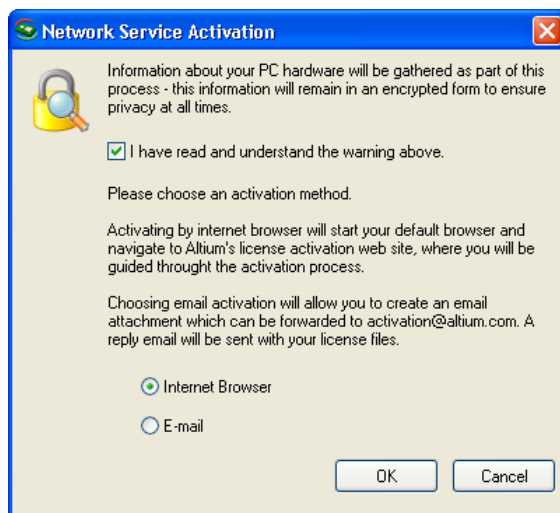 Network Service Activation
Information about your PC hardware will be gathered as part of this
process - this information will remain in an encrypted form to ensure
privacy at all times.
I have read and understand the warning above.
Please choose an activation method.
Activating by internet browser will start your default browser and
navigate to Altium's license activation web site, where you will be
guided throught the activation process.
Choosing email activation will allow you to create an email
attachment which can be forwarded to activation@altium.com. A
reply email will be sent with your license files.
Internet Browser
E-mail
OK
Cancel